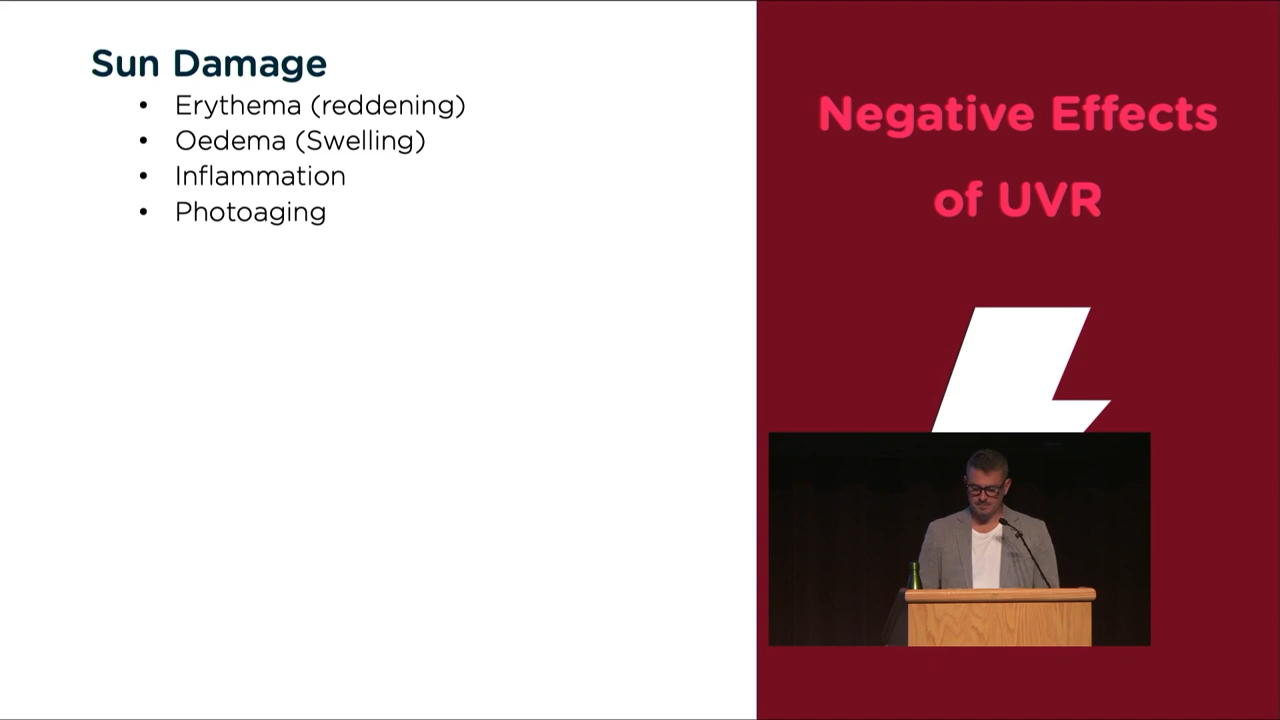 Sun Damage
• Erythema (reddening)
• Oedema (Swelling)
• Inflammation
• Photoaging
Negative Effects
of UVR